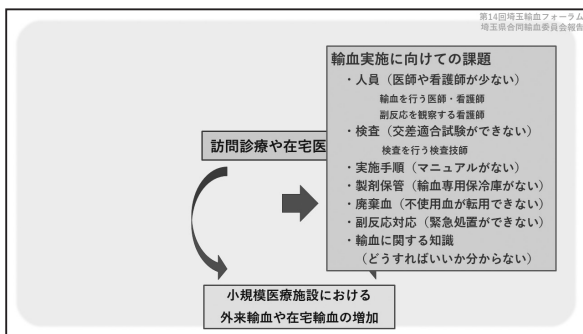 第14回埼玉輸血フォーラム
埼玉県合同輸血委員会報告
輸血実施に向けての課題
・人員（医師や看護師が少ない）
輸血を行う医師・看護師
副反応を観察する看護師
・検査（交差適合試験ができない）
検査を行う検査技師
・実施手順（マニュアルがない）
・製剤保管（輸血専用保冷庫がない）
・廃棄血（不使用血が転用できない）
・副反応対応（緊急処置ができない）
・輸血に関する知識
（どうすればいいか分からない）
訪問診療や在宅医
小規模医療施設における
外来輸血や在宅輸血の増加